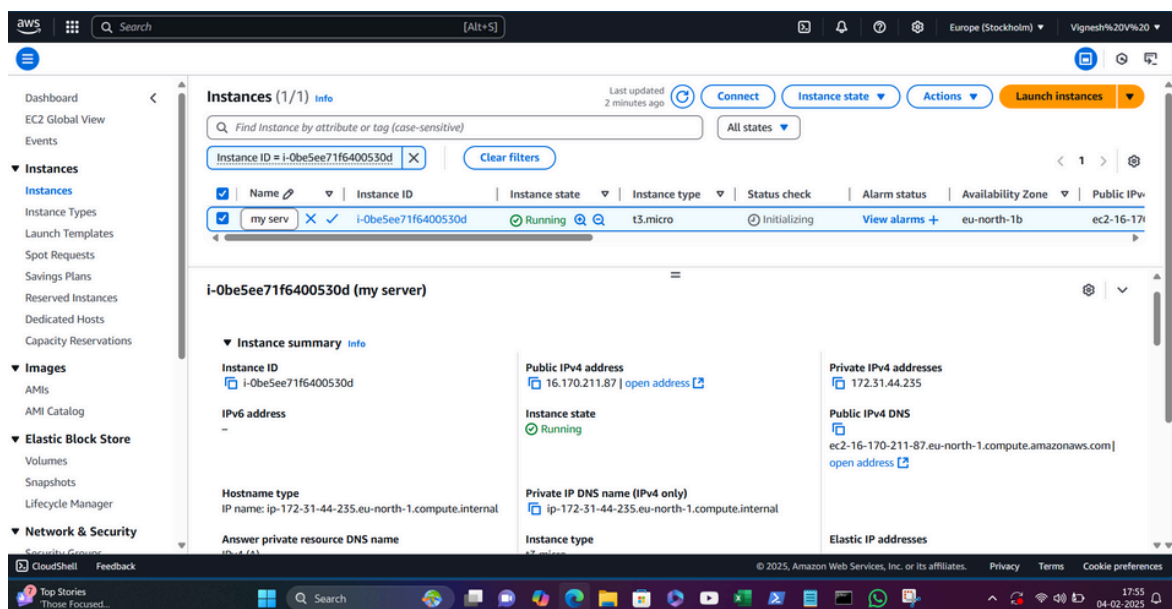 aws
Search [Alt+S] Europe (Stockholm) Vignesh%20V%20
Dashboard
EC2 Global View
Events
Instances
Instances
Instance Types
Launch Templates
Spot Requests
Savings Plans
Reserved Instances
Dedicated Hosts
Capacity Reservations
Images
AMIs
AMI Catalog
Elastic Block Store
Volumes
Snapshots
Lifecycle Manager
Network & Security
Instances (1/1) Info
Last updated
2 minutes ago
Connect Instance state Actions Launch instances
Find Instance by attribute or tag (case-sensitive) All states
Instance ID = i-0be5ee71f6400530d Clear filters
1
Name Instance ID Instance state Instance type Status check Alarm status Availability Zone Public IPv
my serv i-0be5ee71f6400530d Running t3.micro Initializing View alarms + eu-north-1b ec2-16-17
i-0be5ee71f6400530d (my server)
Instance summary Info
Instance ID
i-0be5ee71f6400530d
Public IPv4 address
16.170.211.87 | open address
Private IPv4 addresses
172.31.44.235
IPv6 address
–
Instance state
Running
Public IPv4 DNS
ec2-16-170-211-87.eu-north-1.compute.amazonaws.com |
open address
Hostname type
IP name: ip-172-31-44-235.eu-north-1.compute.internal
Private IP DNS name (IPv4 only)
ip-172-31-44-235.eu-north-1.compute.internal
Answer private resource DNS name
Instance type
Elastic IP addresses
CloudShell Feedback © 2025, Amazon Web Services, Inc. or its affiliates. Privacy Terms Cookie preferences
7
Top Stories
Those Focused...
Search
17:55
04-02-2025